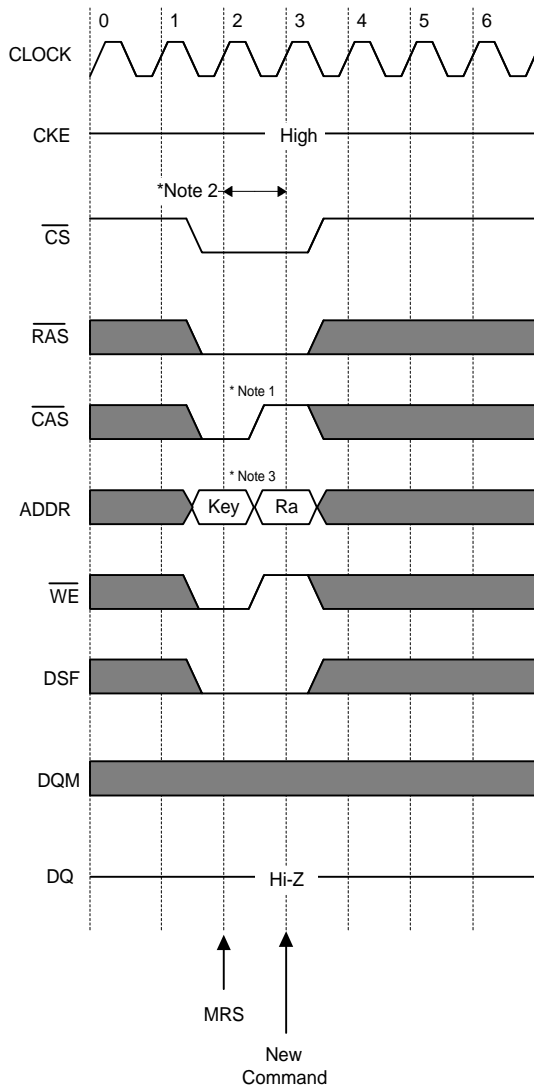 0 1 2 3 4 5 6
CLOCK
CKE High
*Note 2
CS
RAS
* Note 1
CAS
* Note 3
ADDR Key Ra
WE
DSF
DQM
DQ Hi-Z
MRS
New
Command